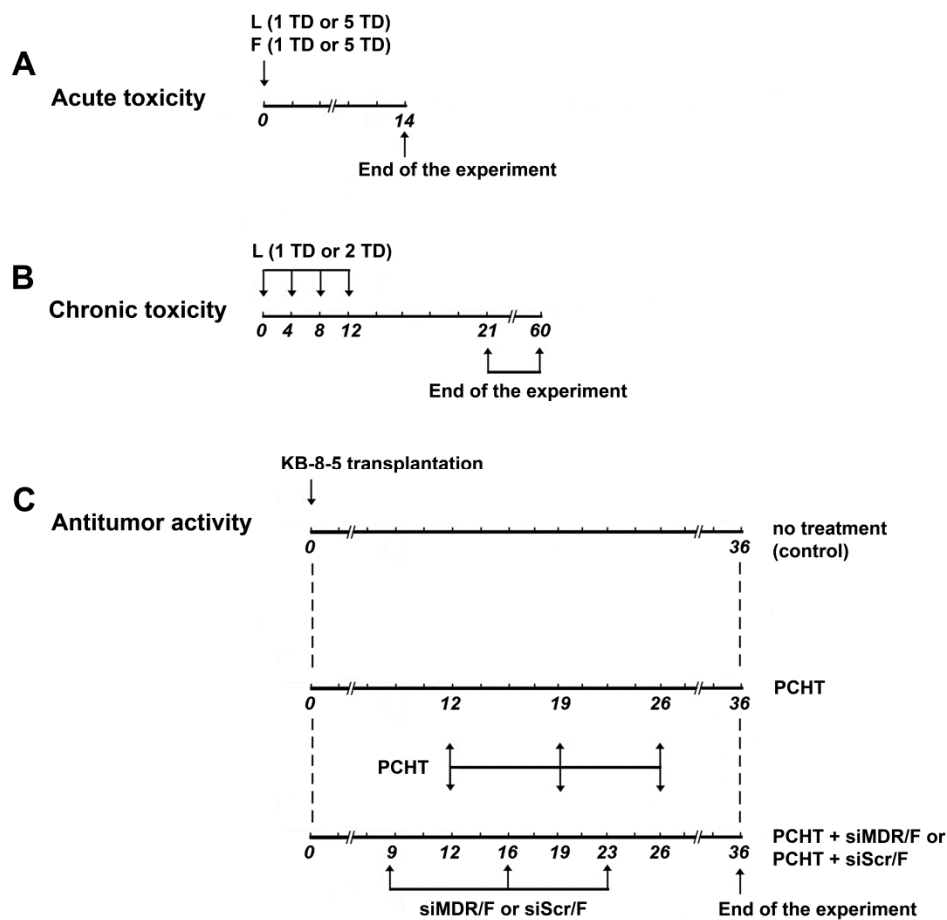 L (1 TD or 5 TD)
F (1 TD or 5 TD)
A
Acute toxicity
0 14
End of the experiment
L (1 TD or 2 TD)
B
Chronic toxicity
0 4 8 12 21 60
End of the experiment
KB-8-5 transplantation
C
Antitumor activity
no treatment
(control)
0 36
PCHT
0 12 19 26 36
PCHT
PCHT + siMDR/F or
PCHT + siScr/F
0 9 12 16 19 23 26 36
siMDR/F or siScr/F
End of the experiment